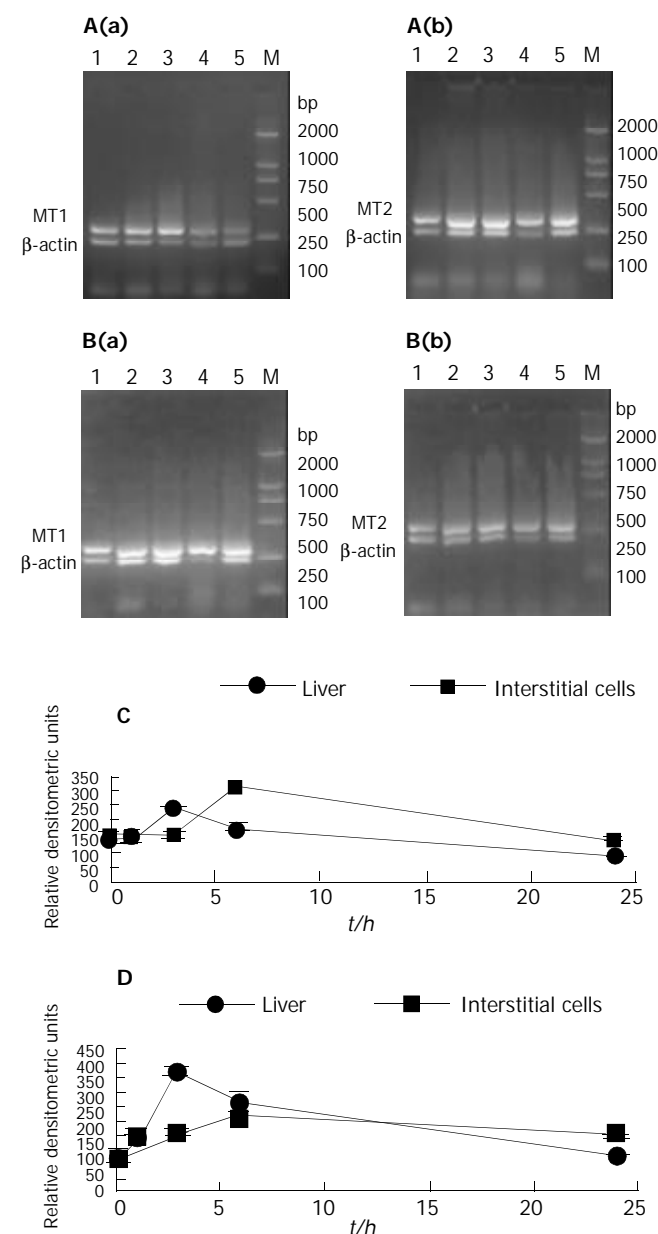 A(a)
1 2 3 4 5 M
bp
2000
1000
750
500
250
100
MT1
β-actin
A(b)
1 2 3 4 5 M
2000
1000
750
500
250
100
MT2
β-actin
B(a)
1 2 3 4 5 M
bp
2000
1000
750
500
250
100
MT1
β-actin
B(b)
1 2 3 4 5 M
bp
2000
1000
750
500
250
100
MT2
β-actin
Liver Interstitial cells
C
Relative densitometric units
350
300
250
200
150
100
50
0
0 5 10 15 20 25
t/h
D
Liver Interstitial cells
Relative densitometric units
450
400
350
300
250
200
150
100
50
0
0 5 10 15 20 25
t/h